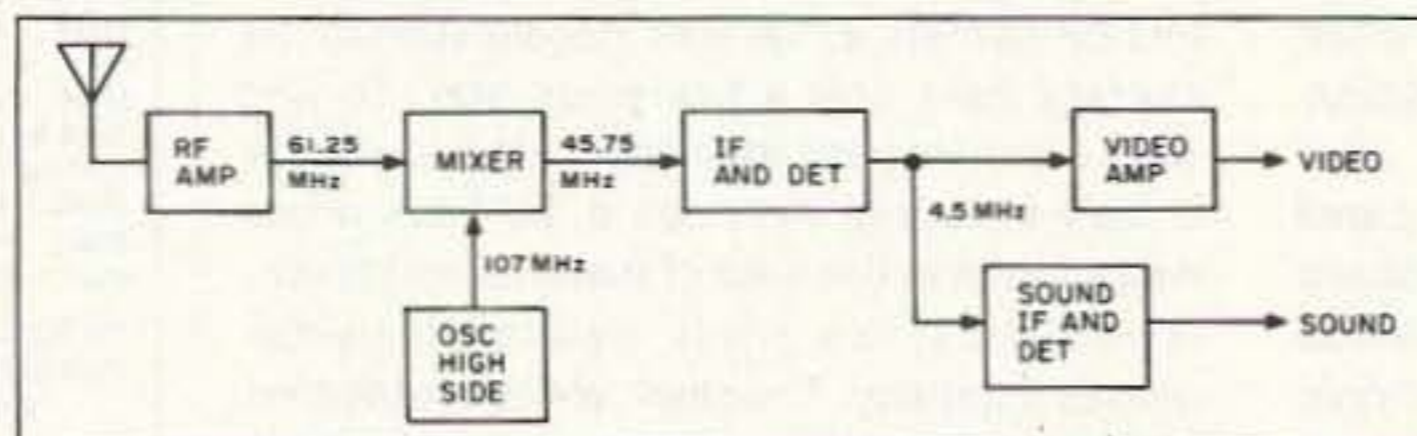 RF
AMP
61.25
MHz
MIXER
45.75
MHz
IF
AND DET
4.5 MHz
VIDEO
AMP
VIDEO
107 MHz
OSC
HIGH
SIDE
SOUND
IF AND
DET
SOUND